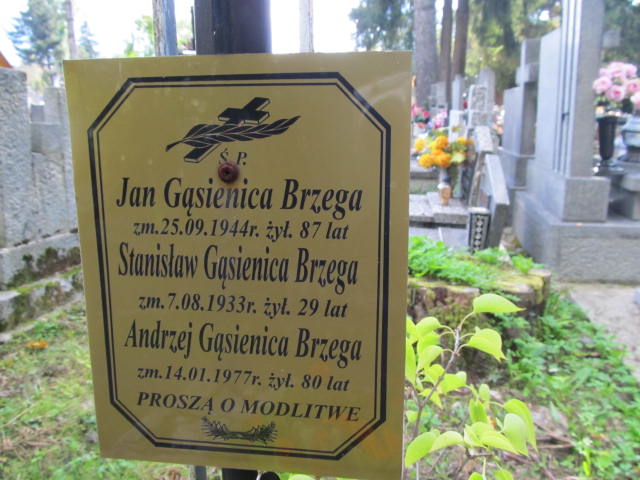 Ś. P.
Jan Gąsienica Brzega
zm.25.09.1944r. żył. 87 lat
Stanisław Gąsienica Brzega
zm.7.08.1933r. żył. 29 lat
Andrzej Gąsienica Brzega
zm.14.01.1977r. żył. 80 lat
PROSZĄ O MODLITWE